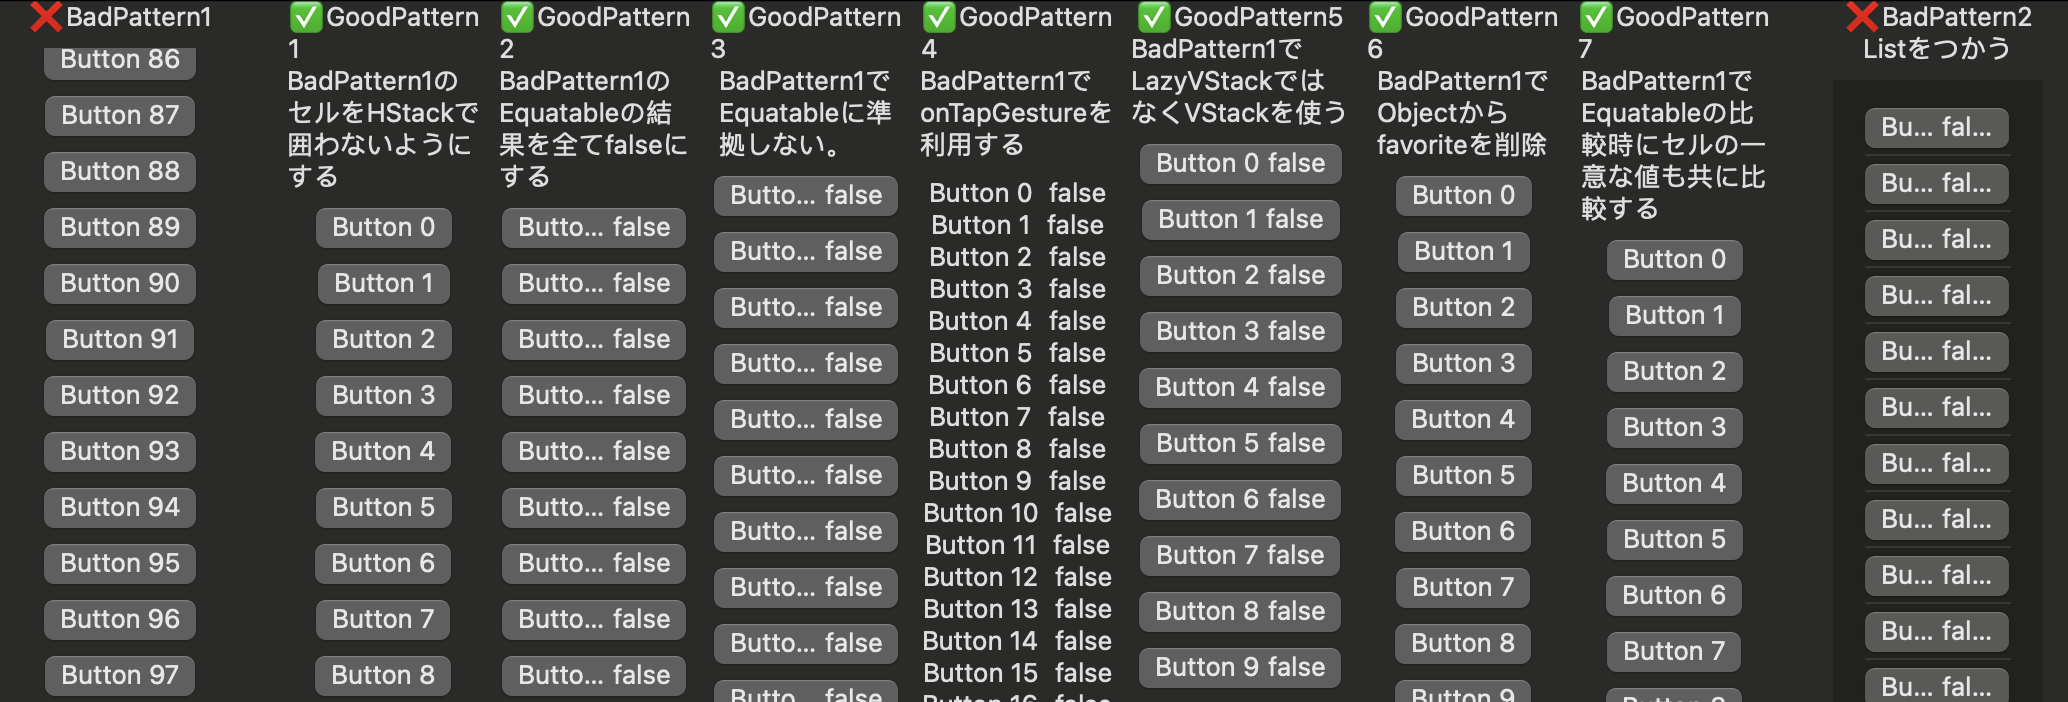 ❌BadPattern1
Button 86
Button 87
Button 88
Button 89
Button 90
Button 91
Button 92
Button 93
Button 94
Button 95
Button 96
Button 97
✅GoodPattern
1
BadPattern1の
セルをHStackで
囲わないように
する
Button 0
Button 1
Button 2
Button 3
Button 4
Button 5
Button 6
Button 7
Button 8
✅GoodPattern
2
BadPattern1の
Equatableの結
果を全てfalseに
する
Butto... false
Butto... false
Butto... false
Butto... false
Butto... false
Butto... false
Butto... false
Butto... false
Butto... false
✅GoodPattern
3
BadPattern1で
Equatableに準
拠しない。
Butto... false
Butto... false
Butto... false
Butto... false
Butto... false
Butto... false
Butto... false
Butto... false
Butto... false
Butto... false
✅GoodPattern
4
BadPattern1で
onTapGestureを
利用する
Button 0 false
Button 1 false
Button 2 false
Button 3 false
Button 4 false
Button 5 false
Button 6 false
Button 7 false
Button 8 false
Button 9 false
Button 10 false
Button 11 false
Button 12 false
Button 13 false
Button 14 false
Button 15 false
Button 16 false
✅GoodPattern5
BadPattern1で
LazyVStackでは
なくVStackを使う
Button 0 false
Button 1 false
Button 2 false
Button 3 false
Button 4 false
Button 5 false
Button 6 false
Button 7 false
Button 8 false
Button 9 false
✅GoodPattern
6
BadPattern1で
Objectから
favoriteを削除
Button 0
Button 1
Button 2
Button 3
Button 4
Button 5
Button 6
Button 7
Button 8
Button 9
✅GoodPattern
7
BadPattern1で
Equatableの比
較時にセルの一
意な値も共に比
較する
Button 0
Button 1
Button 2
Button 3
Button 4
Button 5
Button 6
Button 7
Button 8
❌BadPattern2
Listをつかう
Bu... fal...
Bu... fal...
Bu... fal...
Bu... fal...
Bu... fal...
Bu... fal...
Bu... fal...
Bu... fal...
Bu... fal...
Bu... fal...
Bu... fal...